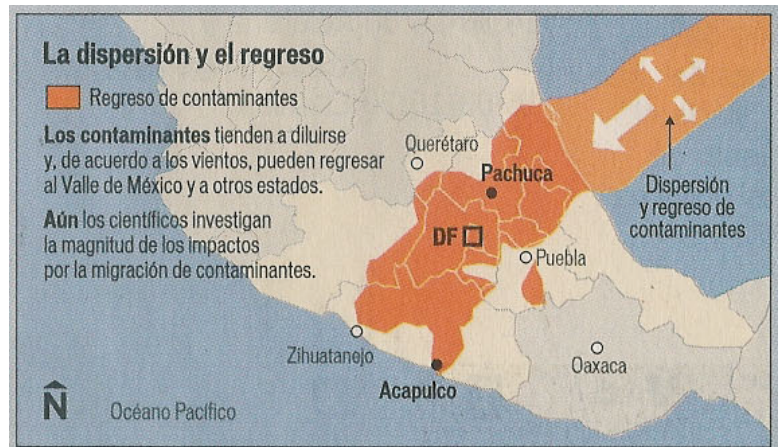 La dispersión y el regreso
Regreso de contaminantes
Los contaminantes tienden a diluirse
y, de acuerdo a los vientos, pueden regresar
al Valle de México y a otros estados.
Aún los científicos investigan
la magnitud de los impactos
por la migración de contaminantes.
Querétaro
Pachuca
DF
Puebla
Dispersión
y regreso de
contaminantes
Zihuatanejo
Acapulco
Oaxaca
N
Océano Pacífico